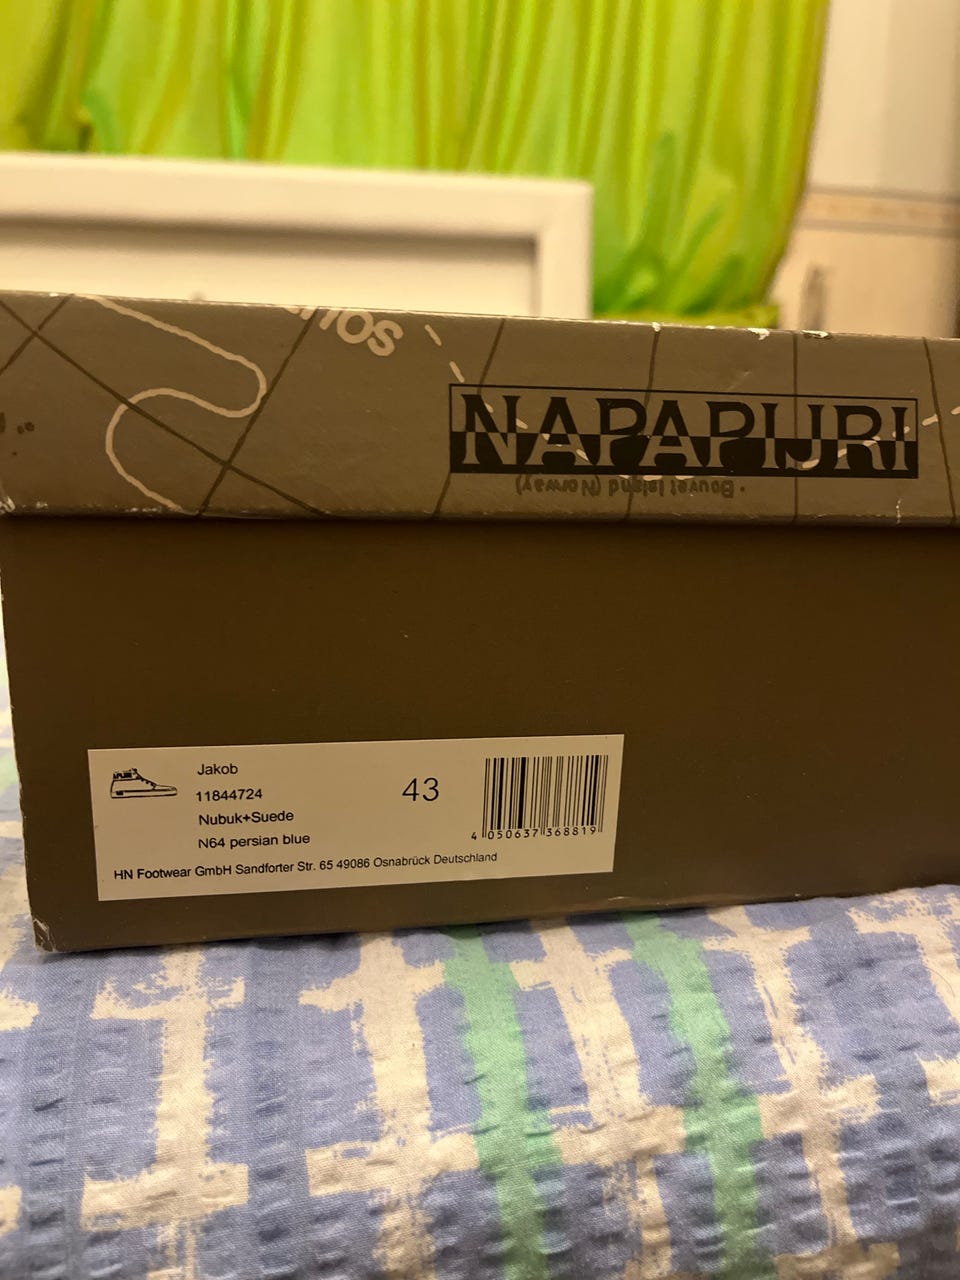 NAPAPIJRI
· Bouvet Island (Norway)
Jakob
11844724
Nubuk+Suede
N64 persian blue
43
4 050637 368819
HN Footwear GmbH Sandforter Str. 65 49086 Osnabrück Deutschland